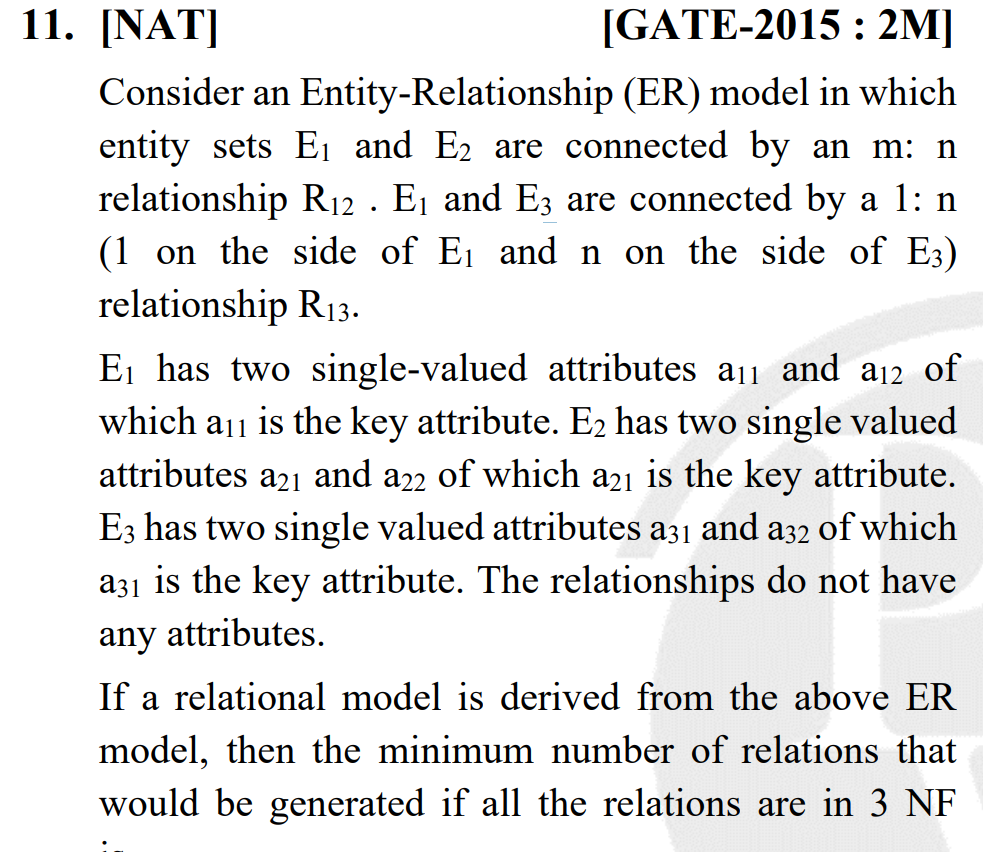 11. [NAT] [GATE-2015 : 2M]
Consider an Entity-Relationship (ER) model in which
entity sets E₁ and E₂ are connected by an m: n
relationship R₁₂ . E₁ and E₃ are connected by a 1: n
(1 on the side of E₁ and n on the side of E₃)
relationship R₁₃.
E₁ has two single-valued attributes a₁₁ and a₁₂ of
which a₁₁ is the key attribute. E₂ has two single valued
attributes a₂₁ and a₂₂ of which a₂₁ is the key attribute.
E₃ has two single valued attributes a₃₁ and a₃₂ of which
a₃₁ is the key attribute. The relationships do not have
any attributes.
If a relational model is derived from the above ER
model, then the minimum number of relations that
would be generated if all the relations are in 3 NF